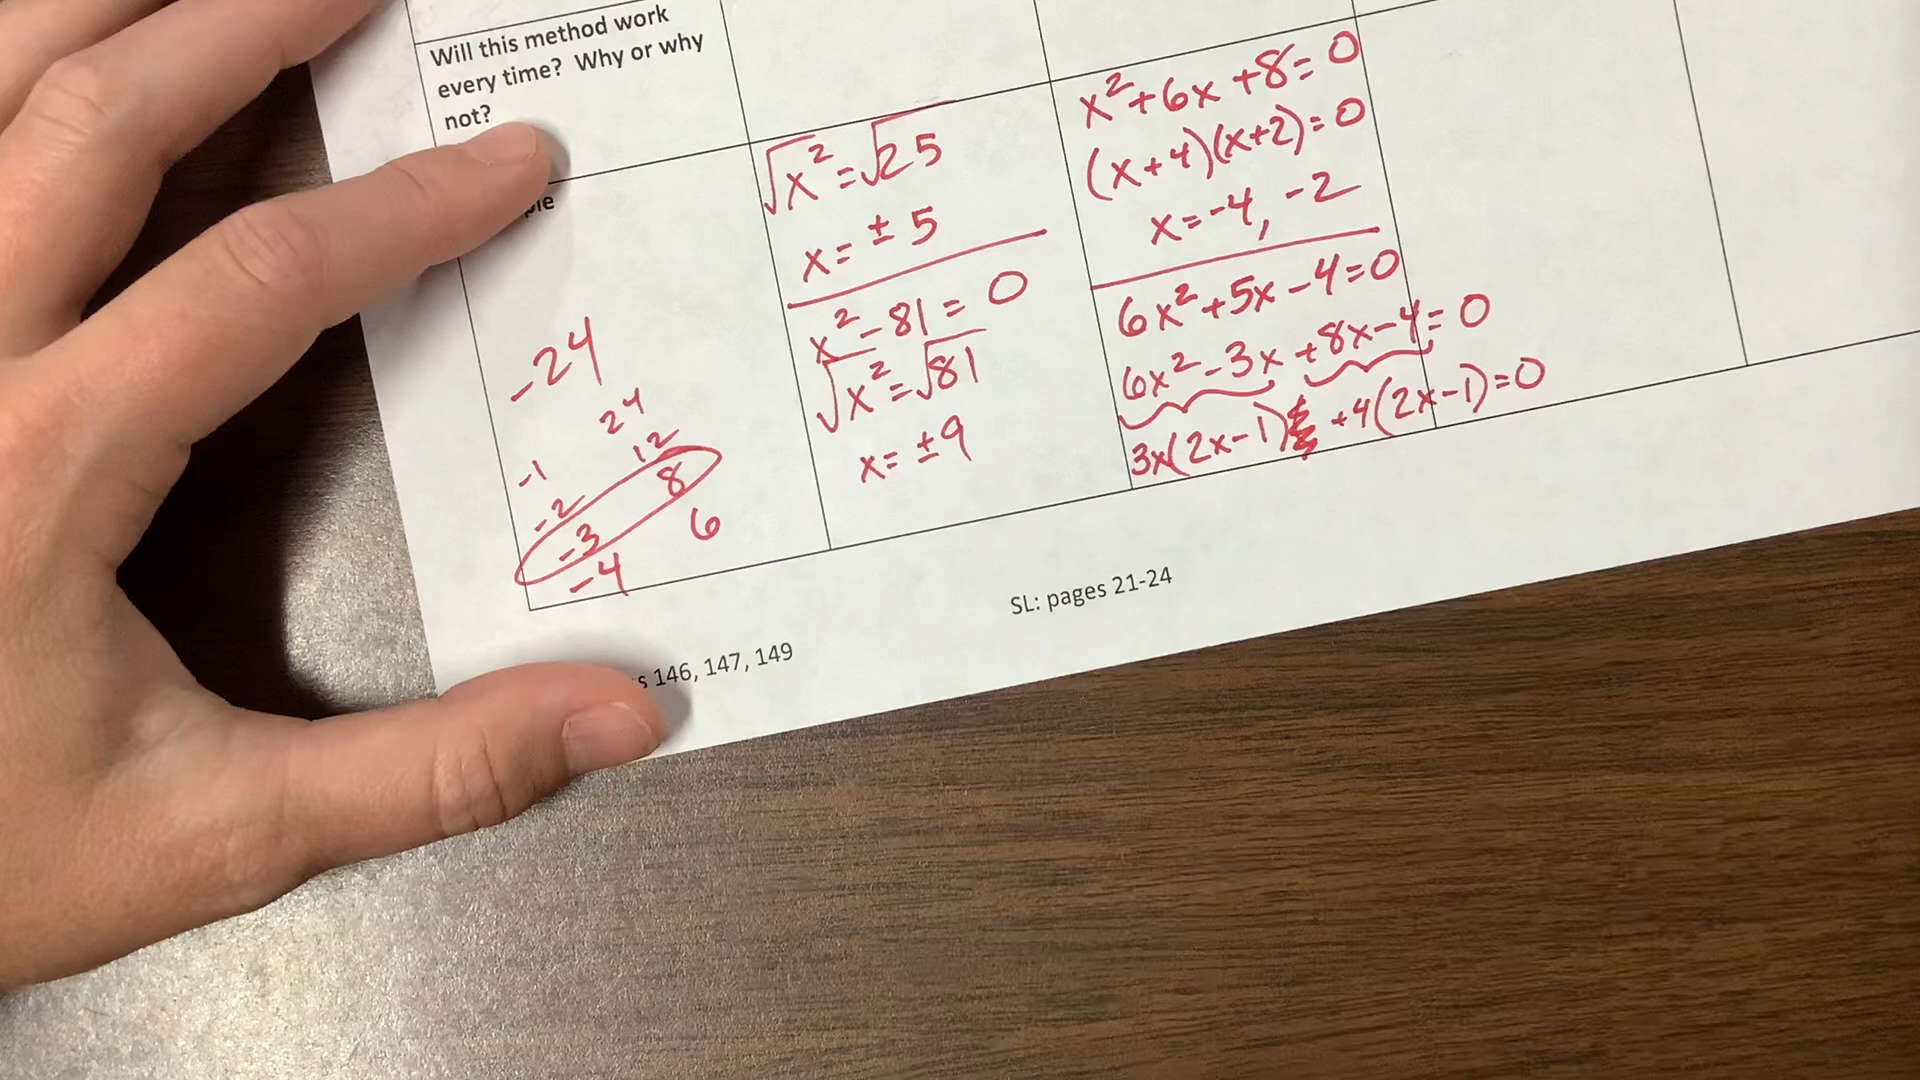 Will this method work
every time? Why or why
not?
ple
-24
24
-1 12
-2 8
-3 6
-4
√x² = √25
x = ± 5
x² - 81 = 0
√x² = √81
x = ± 9
x² + 6x + 8 = 0
(x + 4)(x + 2) = 0
x = -4, -2
6x² + 5x - 4 = 0
6x² - 3x + 8x - 4 = 0
3x(2x - 1) + 4(2x - 1) = 0
s 146, 147, 149
SL: pages 21-24